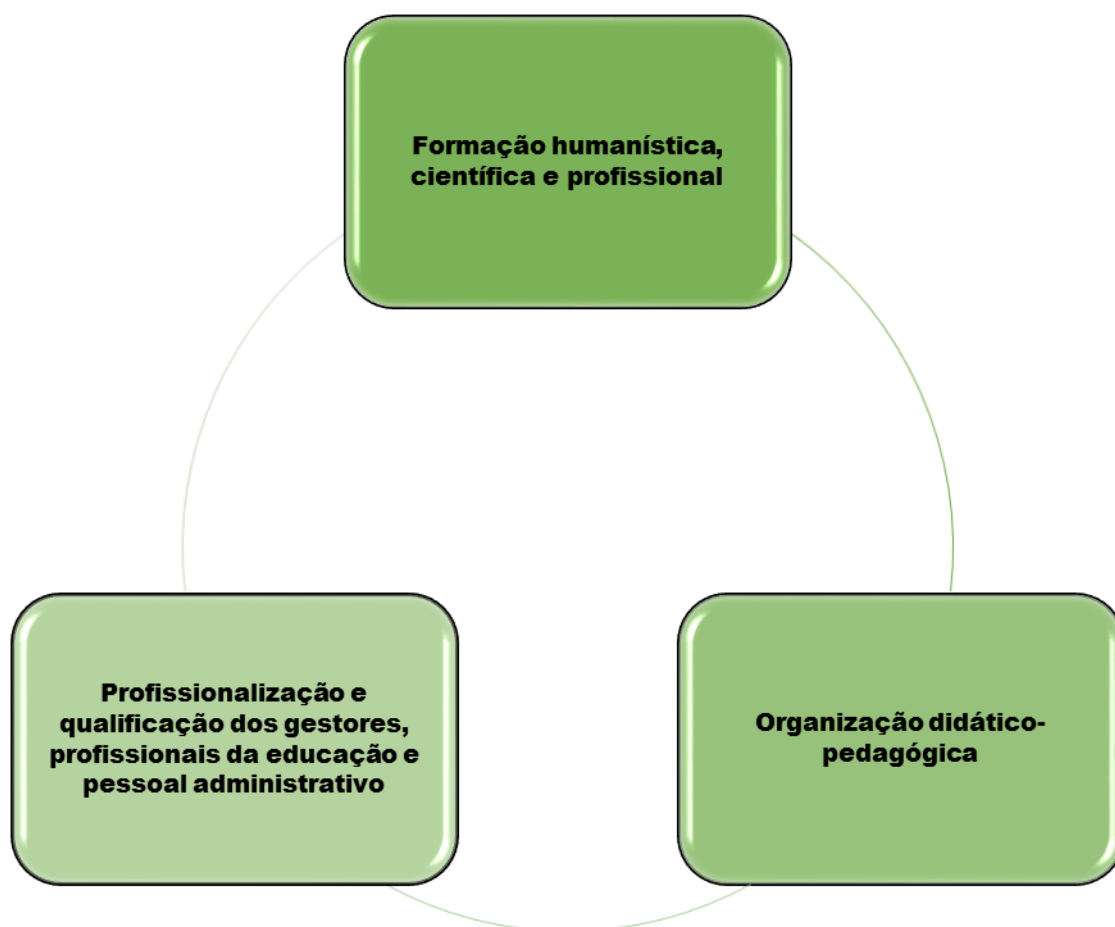 Formação humanística,
científica e profissional
Profissionalização e
qualificação dos gestores,
profissionais da educação e
pessoal administrativo
Organização didático-
pedagógica